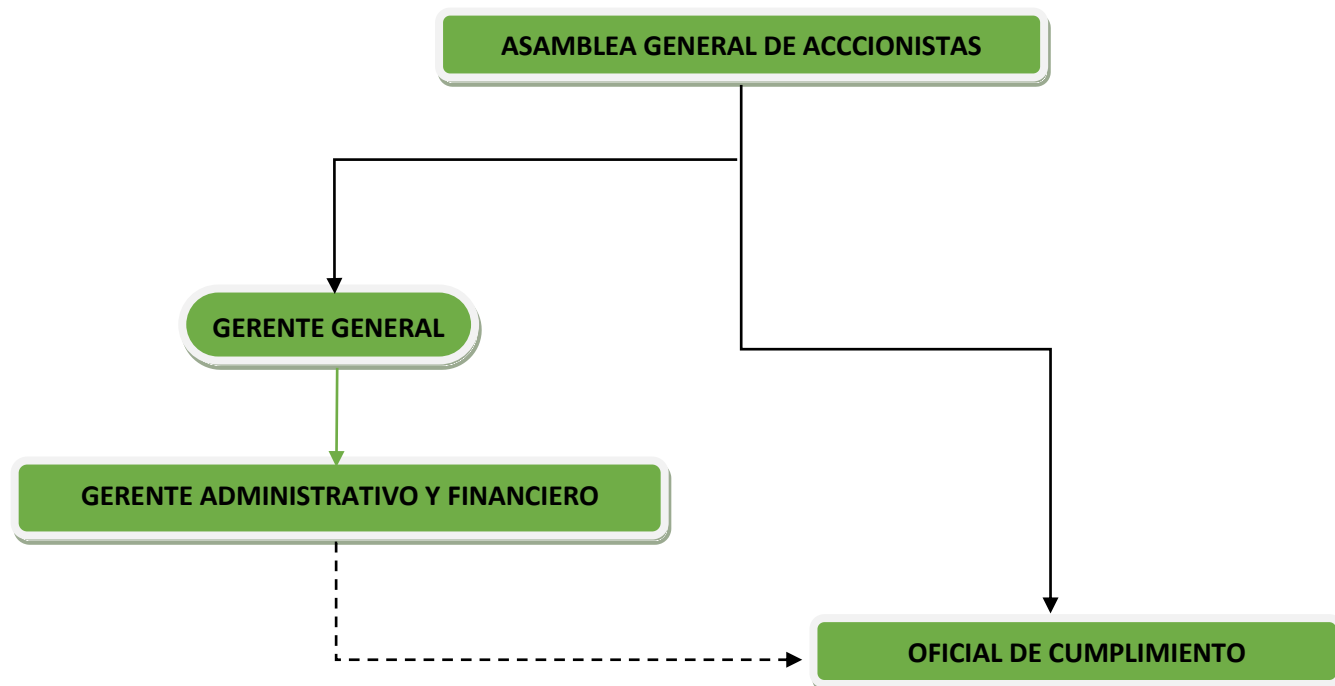 ASAMBLEA GENERAL DE ACCCIONISTAS
GERENTE GENERAL
GERENTE ADMINISTRATIVO Y FINANCIERO
OFICIAL DE CUMPLIMIENTO